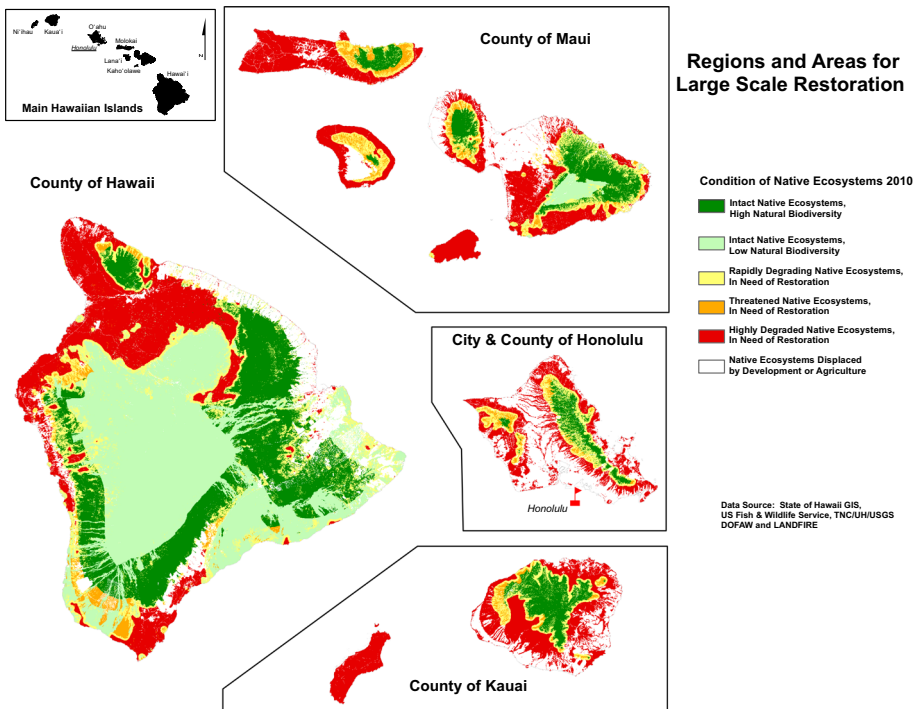 Ni'ihau
Kaua'i
O'ahu
Honolulu
Molokai
Lana'i
Kaho'olawe
Hawai'i
Main Hawaiian Islands
County of Maui
Regions and Areas for
Large Scale Restoration
County of Hawaii
Condition of Native Ecosystems 2010
Intact Native Ecosystems,
High Natural Biodiversity
Intact Native Ecosystems,
Low Natural Biodiversity
Rapidly Degrading Native Ecosystems,
In Need of Restoration
Threatened Native Ecosystems,
In Need of Restoration
Highly Degraded Native Ecosystems,
In Need of Restoration
Native Ecosystems Displaced
by Development or Agriculture
City & County of Honolulu
Honolulu
Data Source: State of Hawaii GIS,
US Fish & Wildlife Service, TNC/UH/USGS
DOFAW and LANDFIRE
County of Kauai